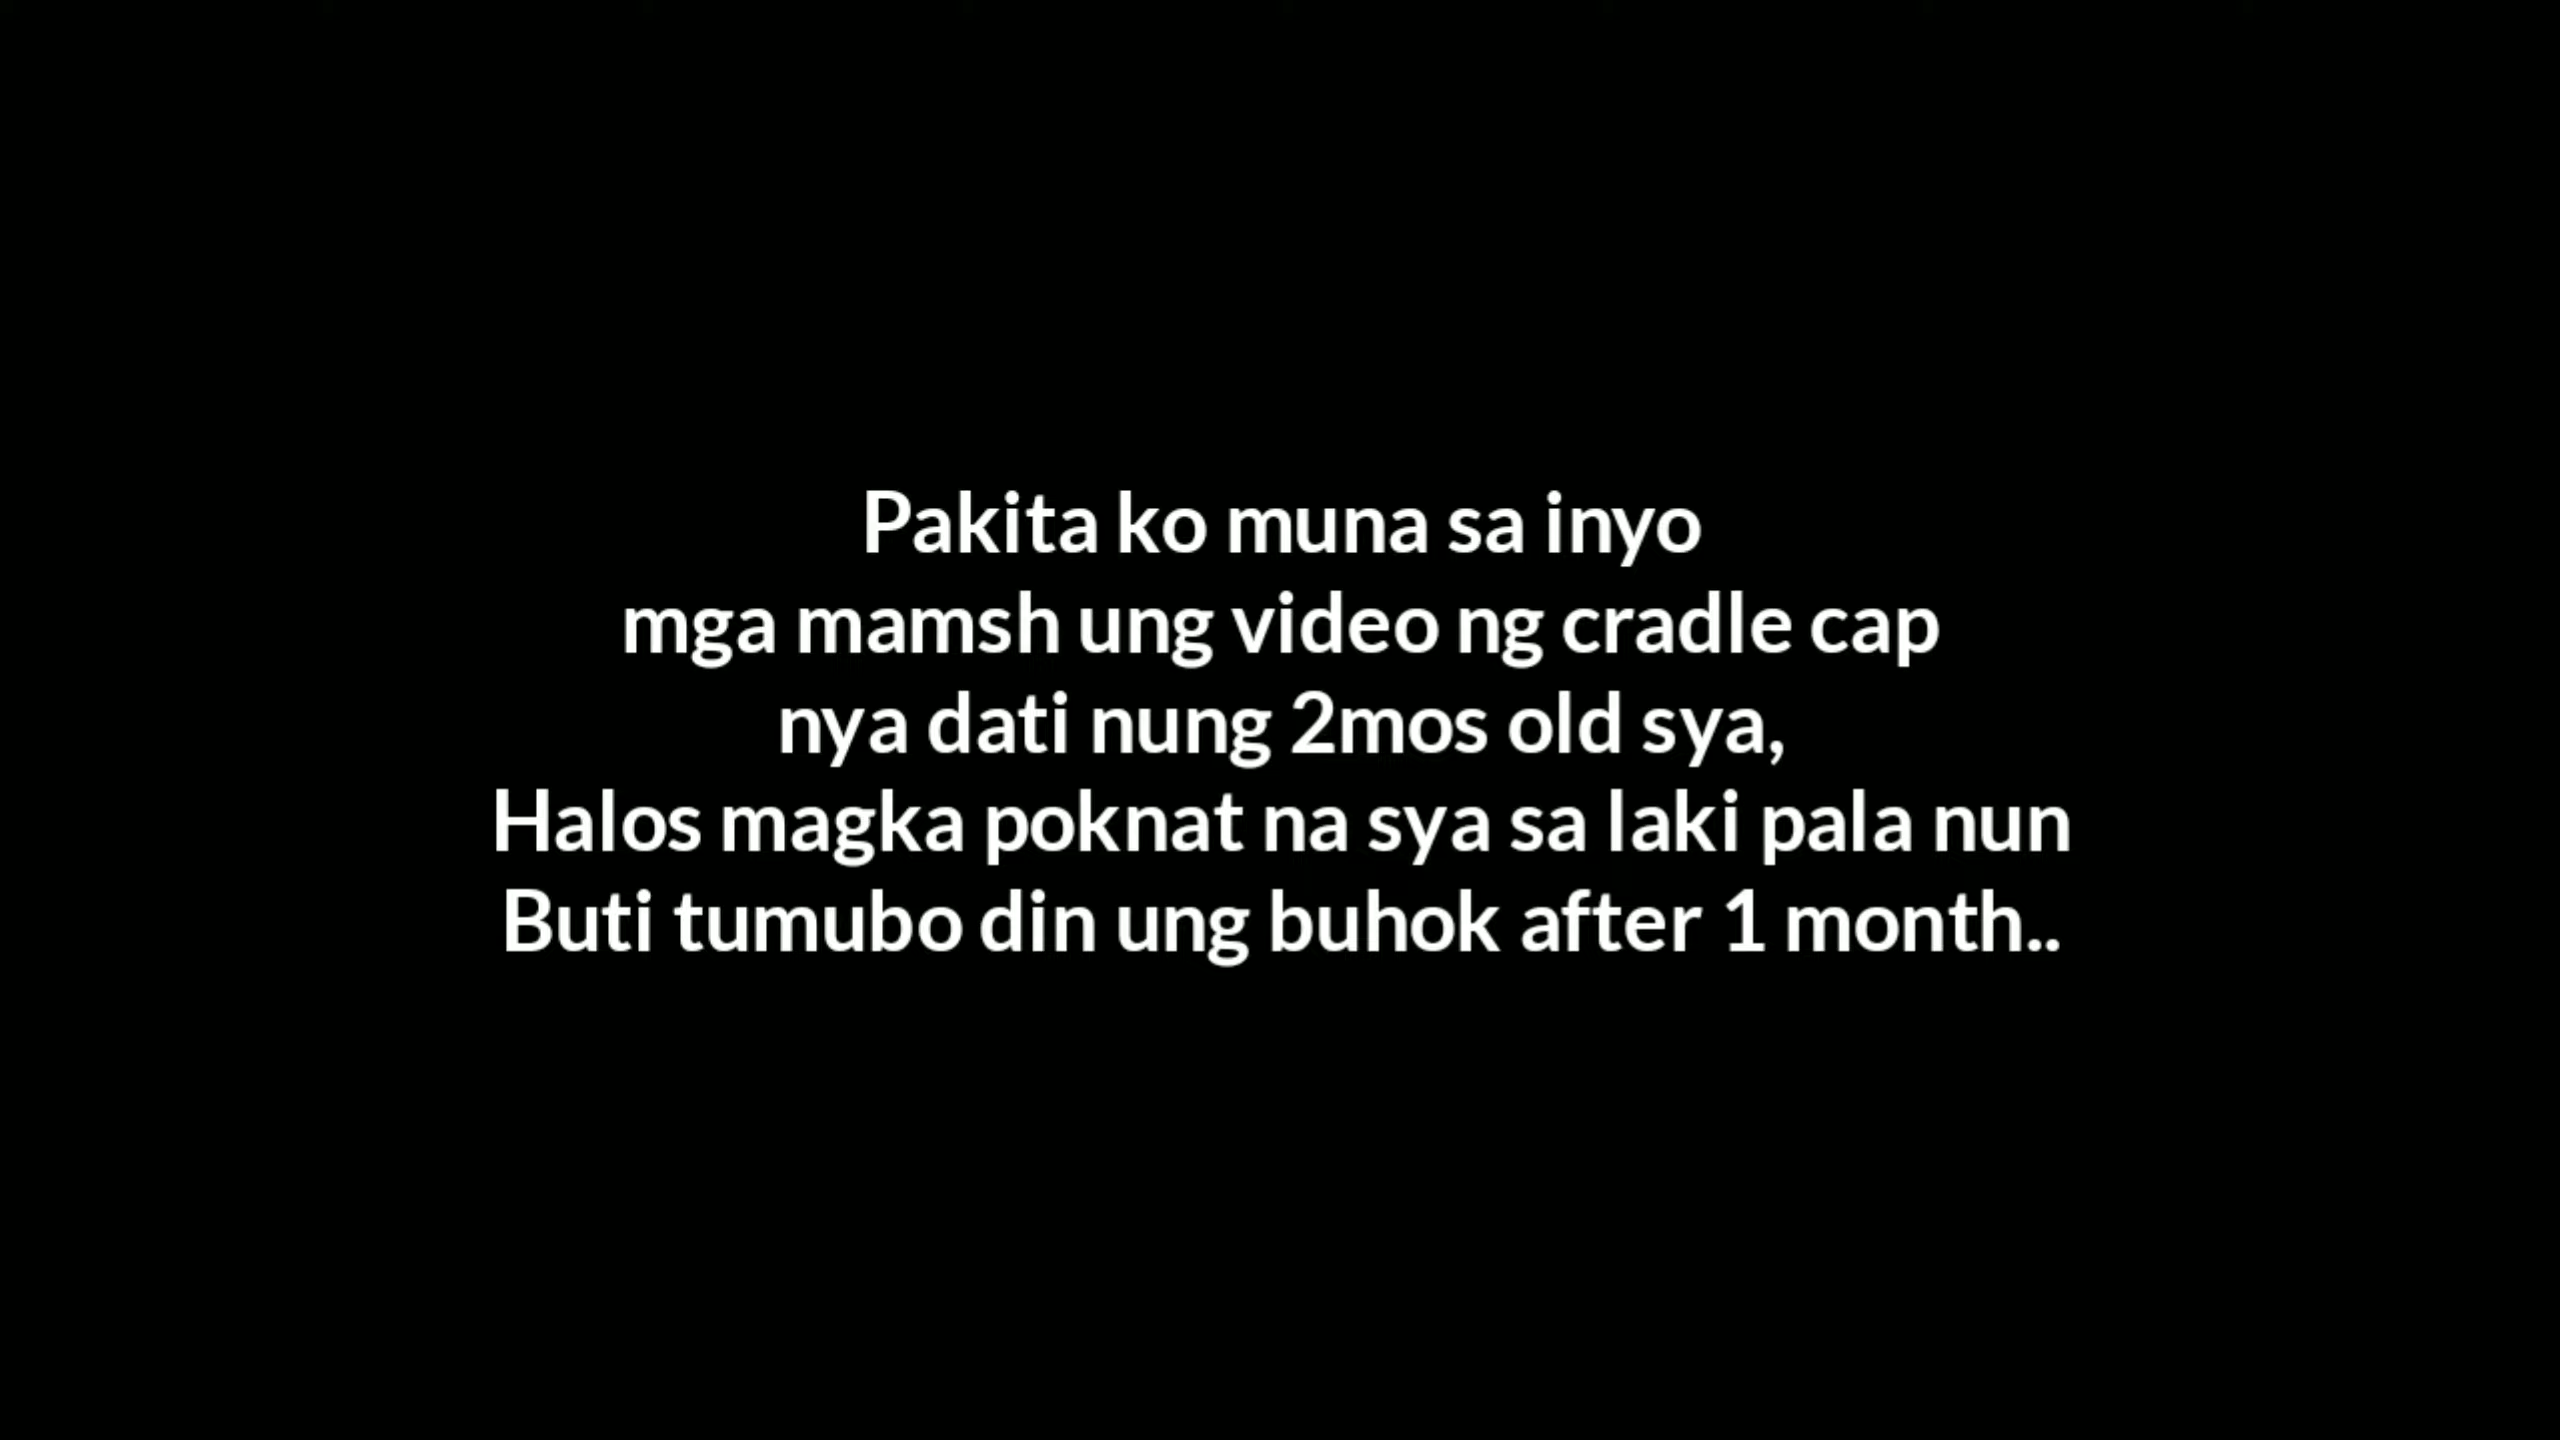 Pakita ko muna sa inyo
mga mamsh ung video ng cradle cap
nya dati nung 2mos old sya,
Halos magka poknat na sya sa laki pala nun
Buti tumubo din ung buhok after 1 month..